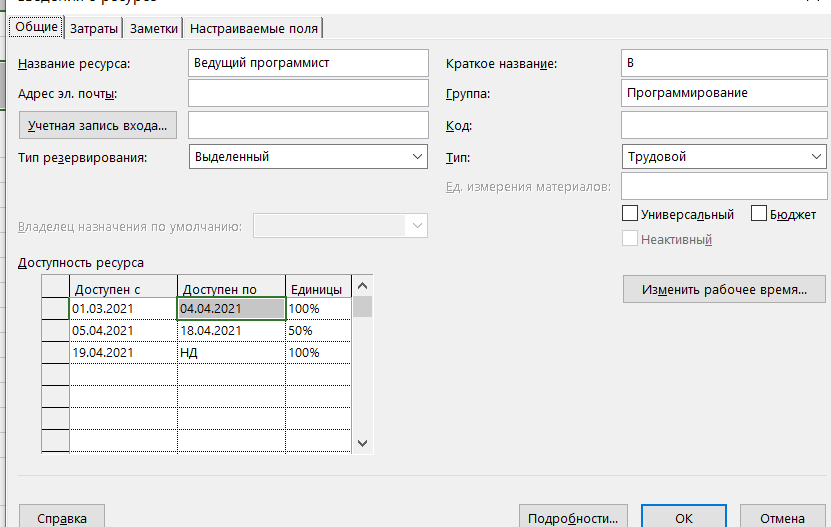 Общие Затраты Заметки Настраиваемые поля
Название ресурса: Ведущий программист Краткое название: В
Адрес эл. почты: Группа: Программирование
Учетная запись входа... Код:
Тип резервирования: Выделенный Тип: Трудовой
Ед. измерения материалов:
Универсальный Бюджет
Владелец назначения по умолчанию:
Неактивный
Доступность ресурса
Доступен с Доступен по Единицы Изменить рабочее время...
01.03.2021 04.04.2021 100%
05.04.2021 18.04.2021 50%
19.04.2021 НД 100%
Справка Подробности... ОК Отмена